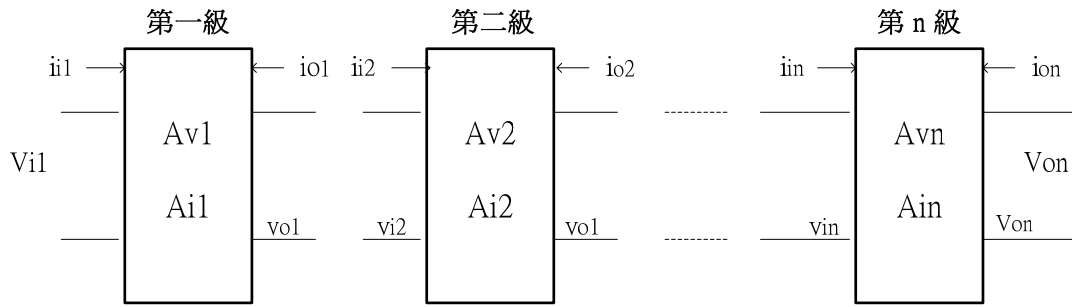 第一級 第二級 第 n 級
ii1 io1 ii2 io2 iin ion
Av1 Av2 Avn
Vi1 Von
Ai1 Ai2 Ain
vo1 vi2 vo1 vin Von